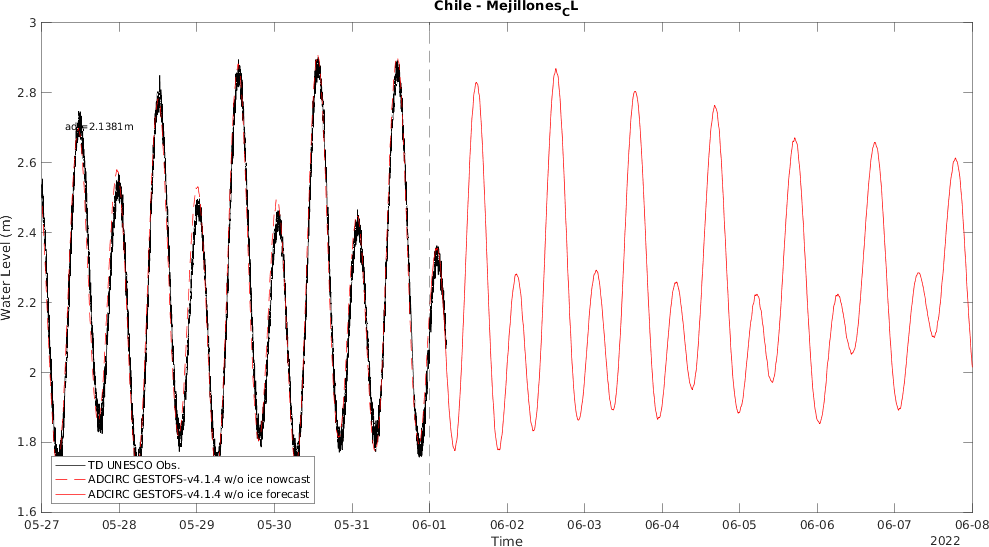 Chile - Mejillones_CL
3
2.8
2.6
2.4
2.2
2
1.8
1.6
Water Level (m)
=2.1381m
TD UNESCO Obs.
ADCIRC GESTOFS-v4.1.4 w/o ice nowcast
ADCIRC GESTOFS-v4.1.4 w/o ice forecast
05-27 05-28 05-29 05-30 05-31 06-01 06-02 06-03 06-04 06-05 06-06 06-07 06-08
Time
2022